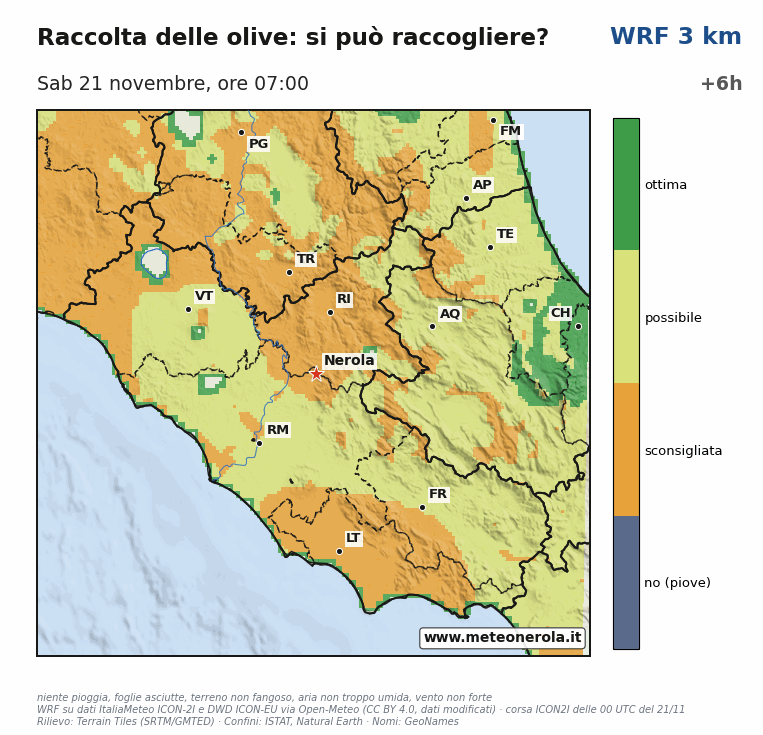 Raccolta delle olive: si può raccogliere?
WRF 3 km
Sab 21 novembre, ore 07:00
+6h
FM
PG
AP
TE
TR
VT
RI
AQ
CH
Nerola
RM
FR
LT
www.meteonerola.it
ottima
possibile
sconsigliata
no (piove)
niente pioggia, foglie asciutte, terreno non fangoso, aria non troppo umida, vento non forte
WRF su dati ItaliaMeteo ICON-2I e DWD ICON-EU via Open-Meteo (CC BY 4.0, dati modificati) · corsa ICON2I delle 00 UTC del 21/11
Rilievo: Terrain Tiles (SRTM/GMTED) · Confini: ISTAT, Natural Earth · Nomi: GeoNames